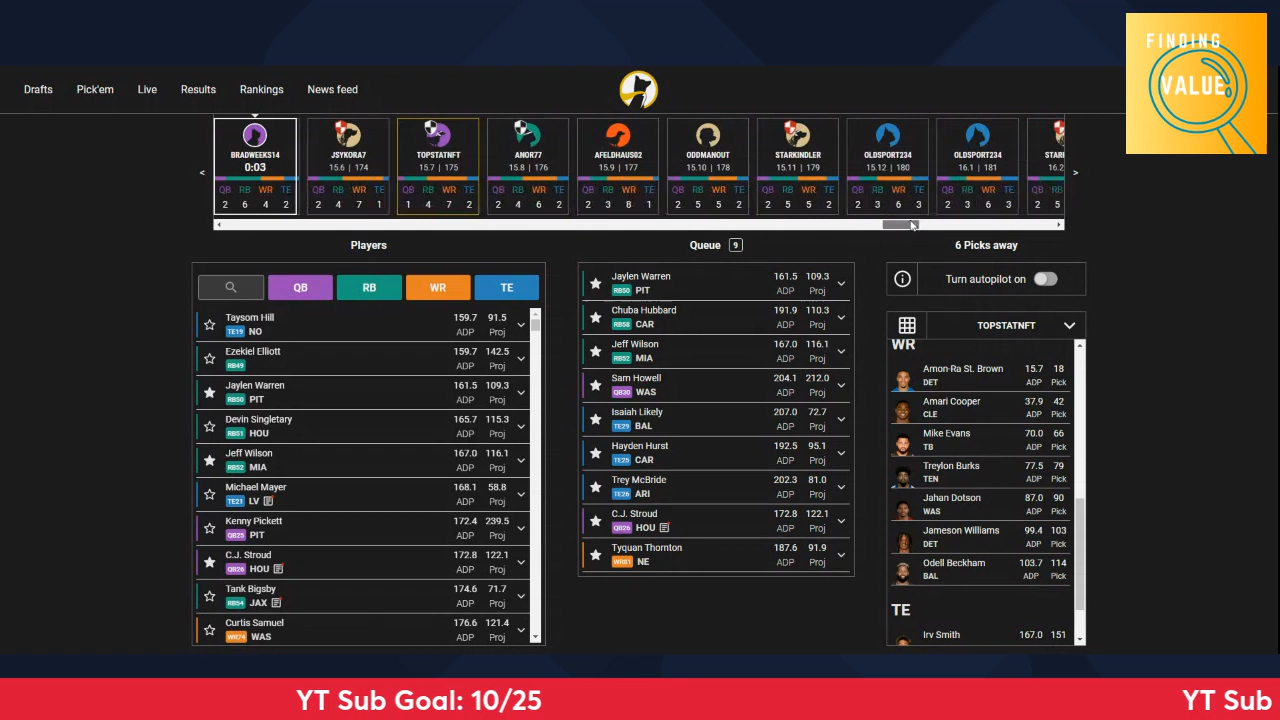 FINDING
VALUE
Drafts Pick'em Live Results Rankings News feed
BRADWEEKS14 JSYKORA7 TOPSTATNFT ANOR77 AFELDHAUS02 ODDMANOUT STARKINDLER OLDSPORT234 OLDSPORT234 STARI
0:03 15.6 | 174 15.7 | 175 15.8 | 176 15.9 | 177 15.10 | 178 15.11 | 179 15.12 | 180 16.1 | 181 16.2
< QB RB WR TE QB RB WR TE QB RB WR TE QB RB WR TE QB RB WR TE QB RB WR TE QB RB WR TE QB RB WR TE QB RB WR TE QB RB >
2 6 4 2 2 4 7 1 1 4 7 2 2 4 6 2 2 3 8 1 2 5 5 2 2 5 5 2 2 3 6 3 2 3 6 3 2 5
Players
QB RB WR TE
Taysom Hill 159.7 91.5
TE19 NO ADP Proj
Ezekiel Elliott 159.7 142.5
RB49 ADP Proj
Jaylen Warren 161.5 109.3
RB50 PIT ADP Proj
Devin Singletary 165.7 115.3
RB51 HOU ADP Proj
Jeff Wilson 167.0 116.1
RB52 MIA ADP Proj
Michael Mayer 168.1 58.8
TE21 LV ADP Proj
Kenny Pickett 172.4 239.5
QB25 PIT ADP Proj
C.J. Stroud 172.8 122.1
QB26 HOU ADP Proj
Tank Bigsby 174.6 71.7
RB54 JAX ADP Proj
Curtis Samuel 176.6 121.4
WR74 WAS ADP Proj
Queue 9
Jaylen Warren 161.5 109.3
RB50 PIT ADP Proj
Chuba Hubbard 191.9 110.3
RB58 CAR ADP Proj
Jeff Wilson 167.0 116.1
RB52 MIA ADP Proj
Sam Howell 204.1 212.0
QB30 WAS ADP Proj
Isaiah Likely 207.0 72.7
TE29 BAL ADP Proj
Hayden Hurst 192.5 95.1
TE25 CAR ADP Proj
Trey McBride 202.3 81.0
TE26 ARI ADP Proj
C.J. Stroud 172.8 122.1
QB26 HOU ADP Proj
Tyquan Thornton 187.6 91.9
WR81 NE ADP Proj
6 Picks away
Turn autopilot on
TOPSTATNFT
WR
Amon-Ra St. Brown 15.7 18
DET ADP Pick
Amari Cooper 37.9 42
CLE ADP Pick
Mike Evans 70.0 66
TB ADP Pick
Treylon Burks 77.5 79
TEN ADP Pick
Jahan Dotson 87.0 90
WAS ADP Pick
Jameson Williams 99.4 103
DET ADP Pick
Odell Beckham 103.7 114
BAL ADP Pick
TE
Irv Smith 167.0 151
YT Sub Goal: 10/25 YT Sub